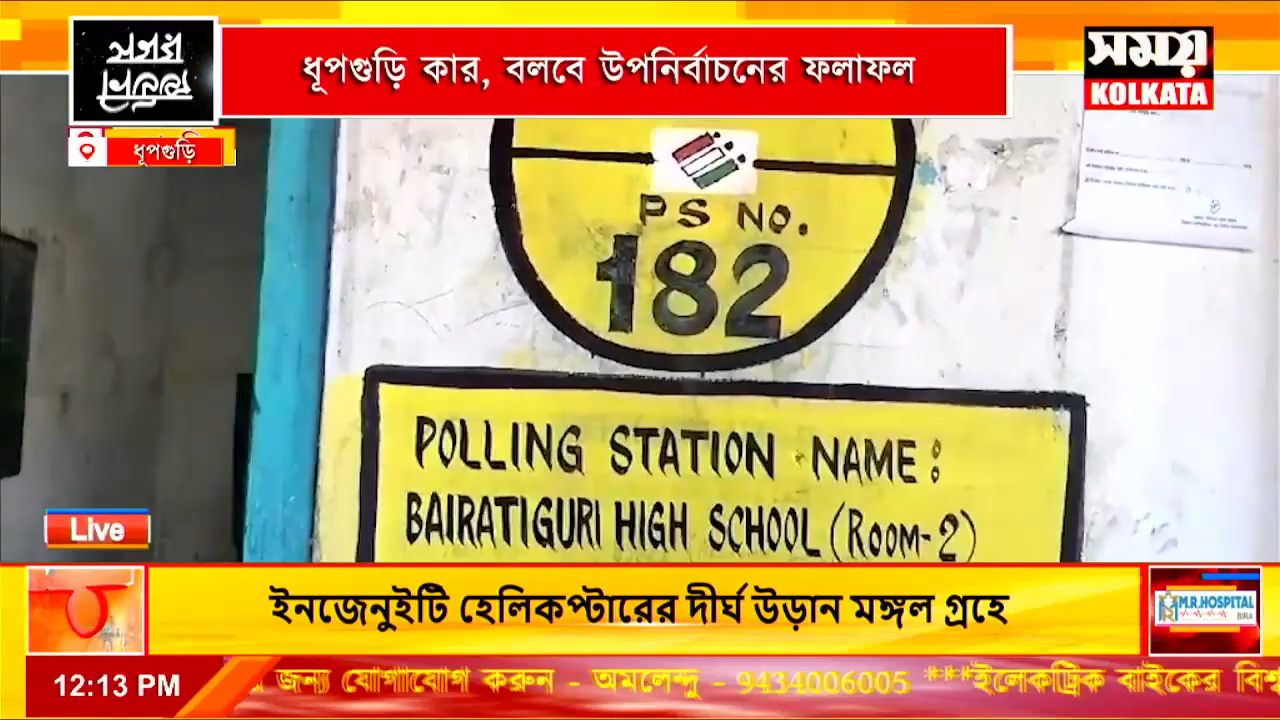 ধূপগুড়ি কার, বলবে উপনির্বাচনের ফলাফল
সময়
KOLKATA
ধূপগুড়ি
PS NO.
182
POLLING STATION NAME:
BAIRATIGURI HIGH SCHOOL (ROOM-2)
Live
ইনজেনুইটি হেলিকপ্টারের দীর্ঘ উড়ান মঙ্গল গ্রহে
M.R.HOSPITAL
BIRA
12:13 PM
জন্য যোগাযোগ করুন - অমলেন্দু - 9434006005 ***ইলেকট্রিক বাইকের